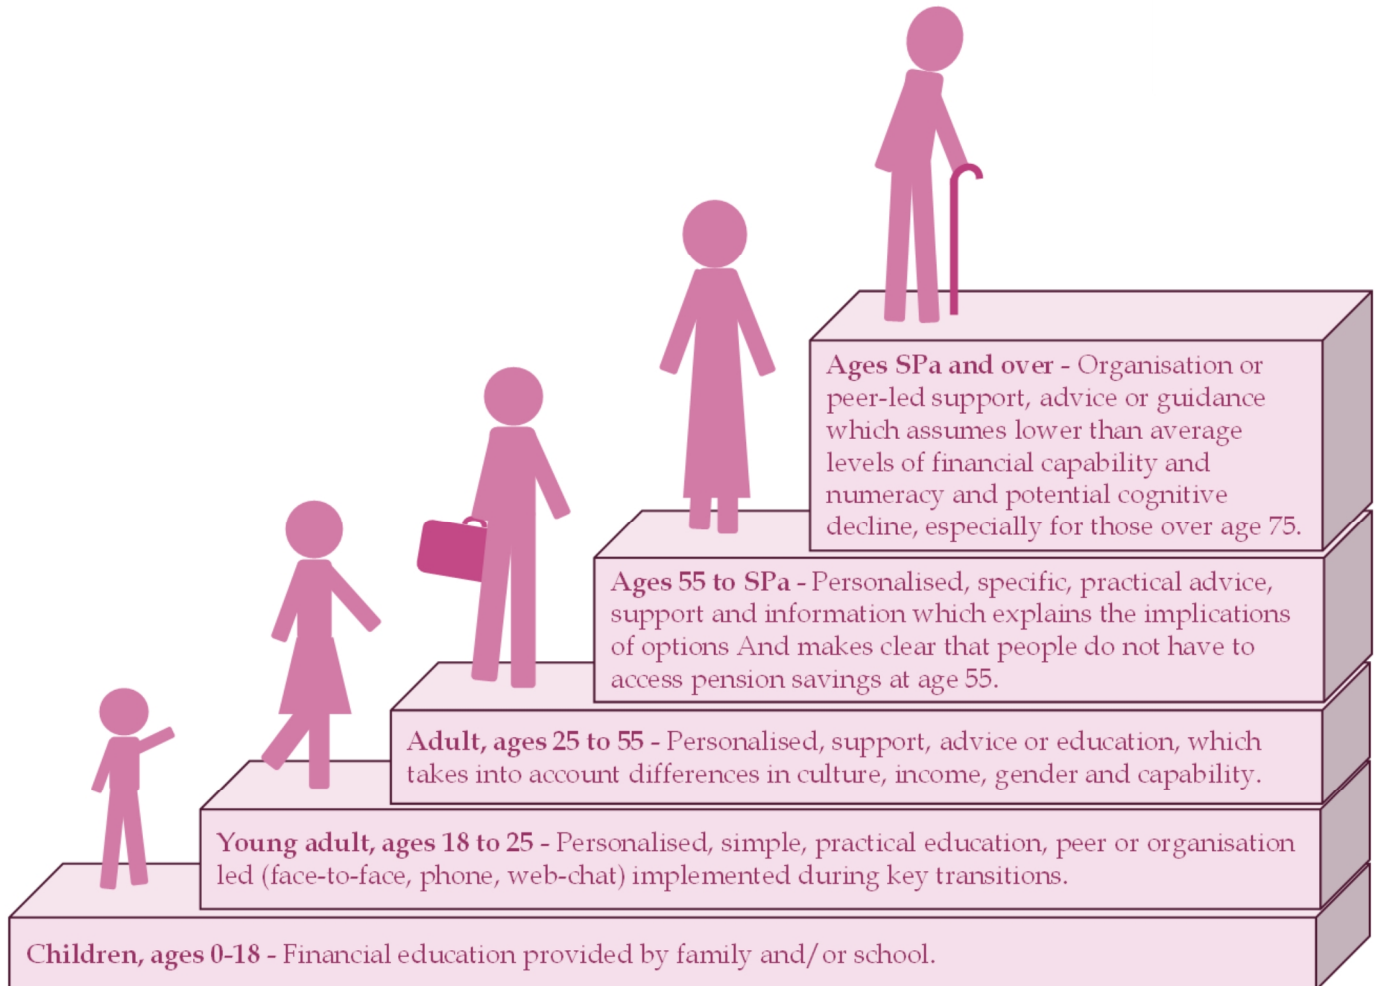 Ages SPa and over - Organisation or
peer-led support, advice or guidance
which assumes lower than average
levels of financial capability and
numeracy and potential cognitive
decline, especially for those over age 75.
Ages 55 to SPa - Personalised, specific, practical advice,
support and information which explains the implications
of options And makes clear that people do not have to
access pension savings at age 55.
Adult, ages 25 to 55 - Personalised, support, advice or education, which
takes into account differences in culture, income, gender and capability.
Young adult, ages 18 to 25 - Personalised, simple, practical education, peer or organisation
led (face-to-face, phone, web-chat) implemented during key transitions.
Children, ages 0-18 - Financial education provided by family and/or school.